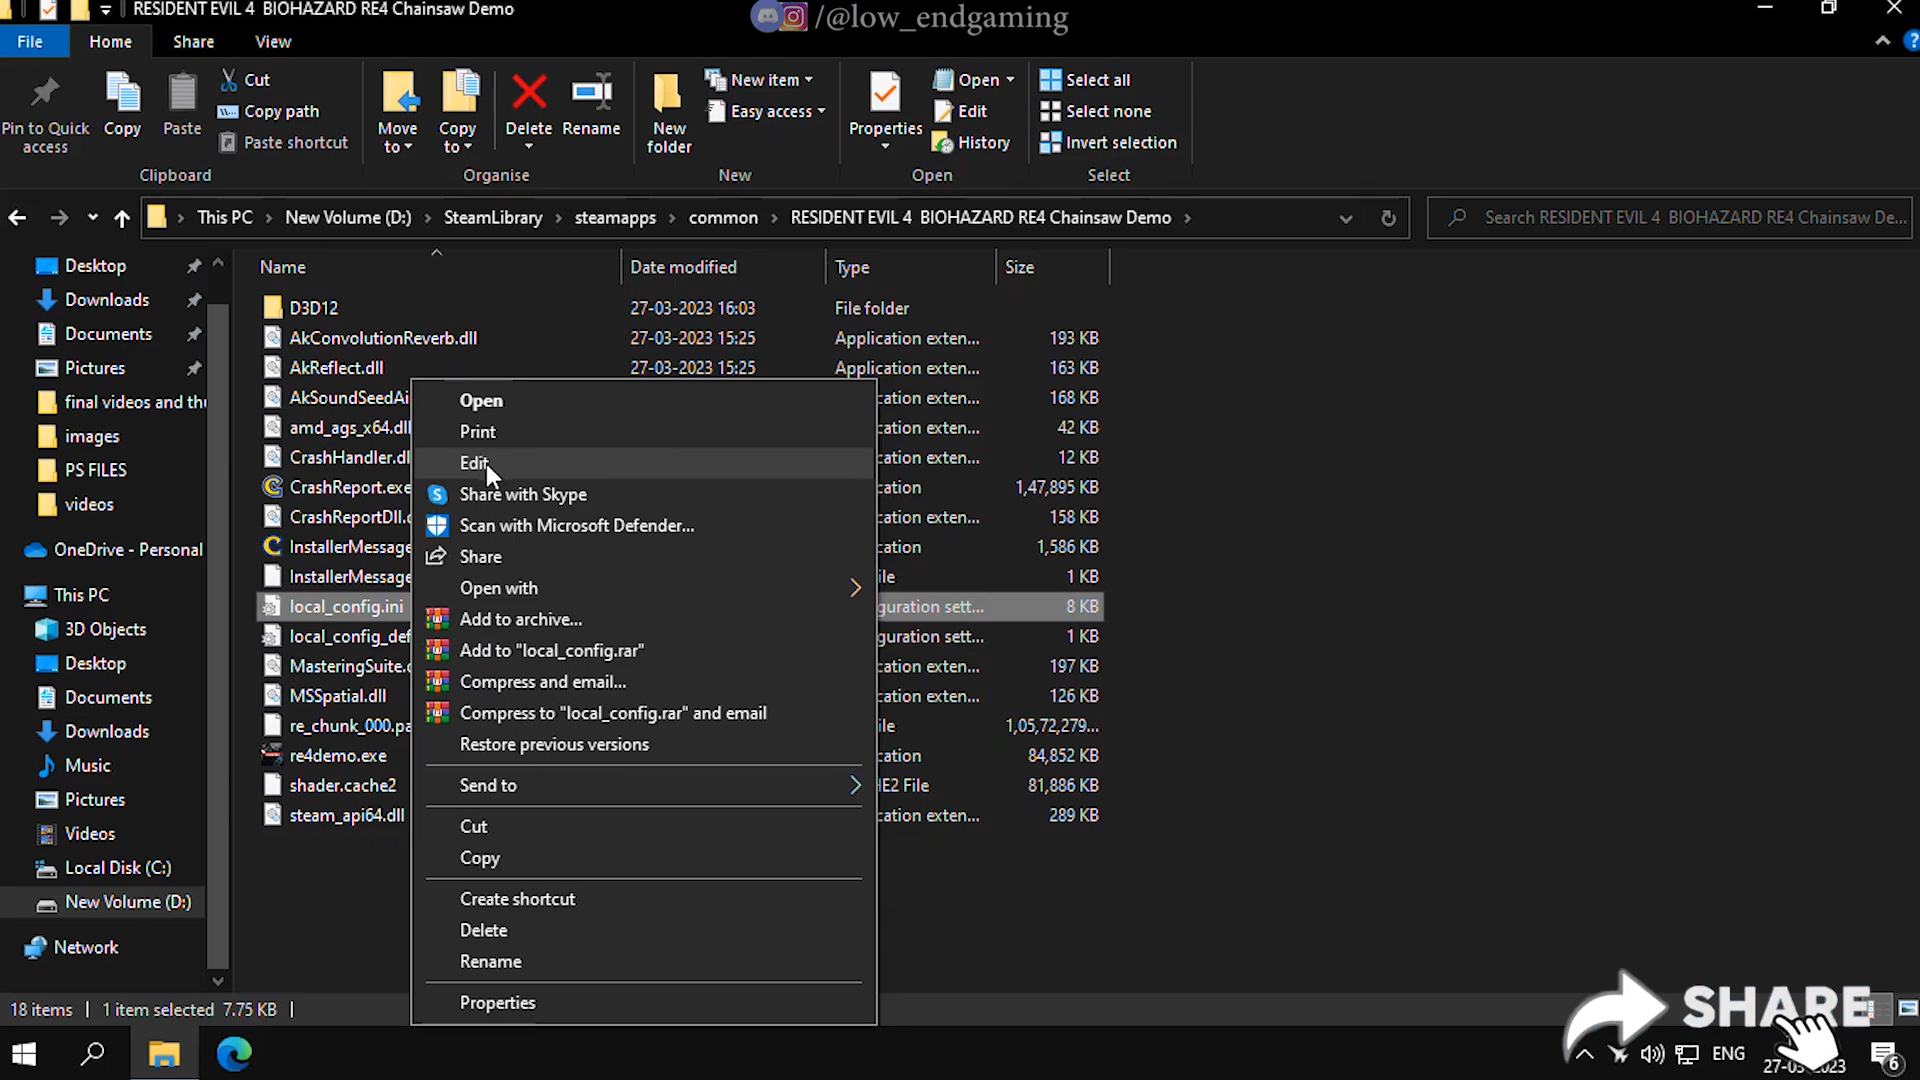 RESIDENT EVIL 4  BIOHAZARD RE4 Chainsaw Demo
/@low_endgaming
File
Home
Share
View
Pin to Quick access
Copy
Paste
Cut
Copy path
Paste shortcut
Move to
Copy to
Delete
Rename
New folder
New item
Easy access
Properties
Open
Edit
History
Select all
Select none
Invert selection
Clipboard
Organise
New
Open
Select
This PC > New Volume (D:) > SteamLibrary > steamapps > common > RESIDENT EVIL 4  BIOHAZARD RE4 Chainsaw Demo >
Search RESIDENT EVIL 4  BIOHAZARD RE4 Chainsaw De...
Desktop
Downloads
Documents
Pictures
final videos and thu
images
PS FILES
videos
OneDrive - Personal
This PC
3D Objects
Desktop
Documents
Downloads
Music
Pictures
Videos
Local Disk (C:)
New Volume (D:)
Network
Name Date modified Type Size
D3D12 27-03-2023 16:03 File folder
AkConvolutionReverb.dll 27-03-2023 15:25 Application exten... 193 KB
AkReflect.dll 27-03-2023 15:25 Application exten... 163 KB
AkSoundSeedAi cation exten... 168 KB
amd_ags_x64.dll cation exten... 42 KB
CrashHandler.dl cation exten... 12 KB
CrashReport.exe cation 1,47,895 KB
CrashReportDll.c cation exten... 158 KB
InstallerMessage cation 1,586 KB
InstallerMessage ile 1 KB
local_config.ini guration sett... 8 KB
local_config_def guration sett... 1 KB
MasteringSuite.c cation exten... 197 KB
MSSpatial.dll cation exten... 126 KB
re_chunk_000.pa ile 1,05,72,279...
re4demo.exe cation 84,852 KB
shader.cache2 HE2 File 81,886 KB
steam_api64.dll cation exten... 289 KB
Open
Print
Edit
Share with Skype
Scan with Microsoft Defender...
Share
Open with
Add to archive...
Add to "local_config.rar"
Compress and email...
Compress to "local_config.rar" and email
Restore previous versions
Send to
Cut
Copy
Create shortcut
Delete
Rename
Properties
18 items
1 item selected  7.75 KB
SHARE
ENG
6